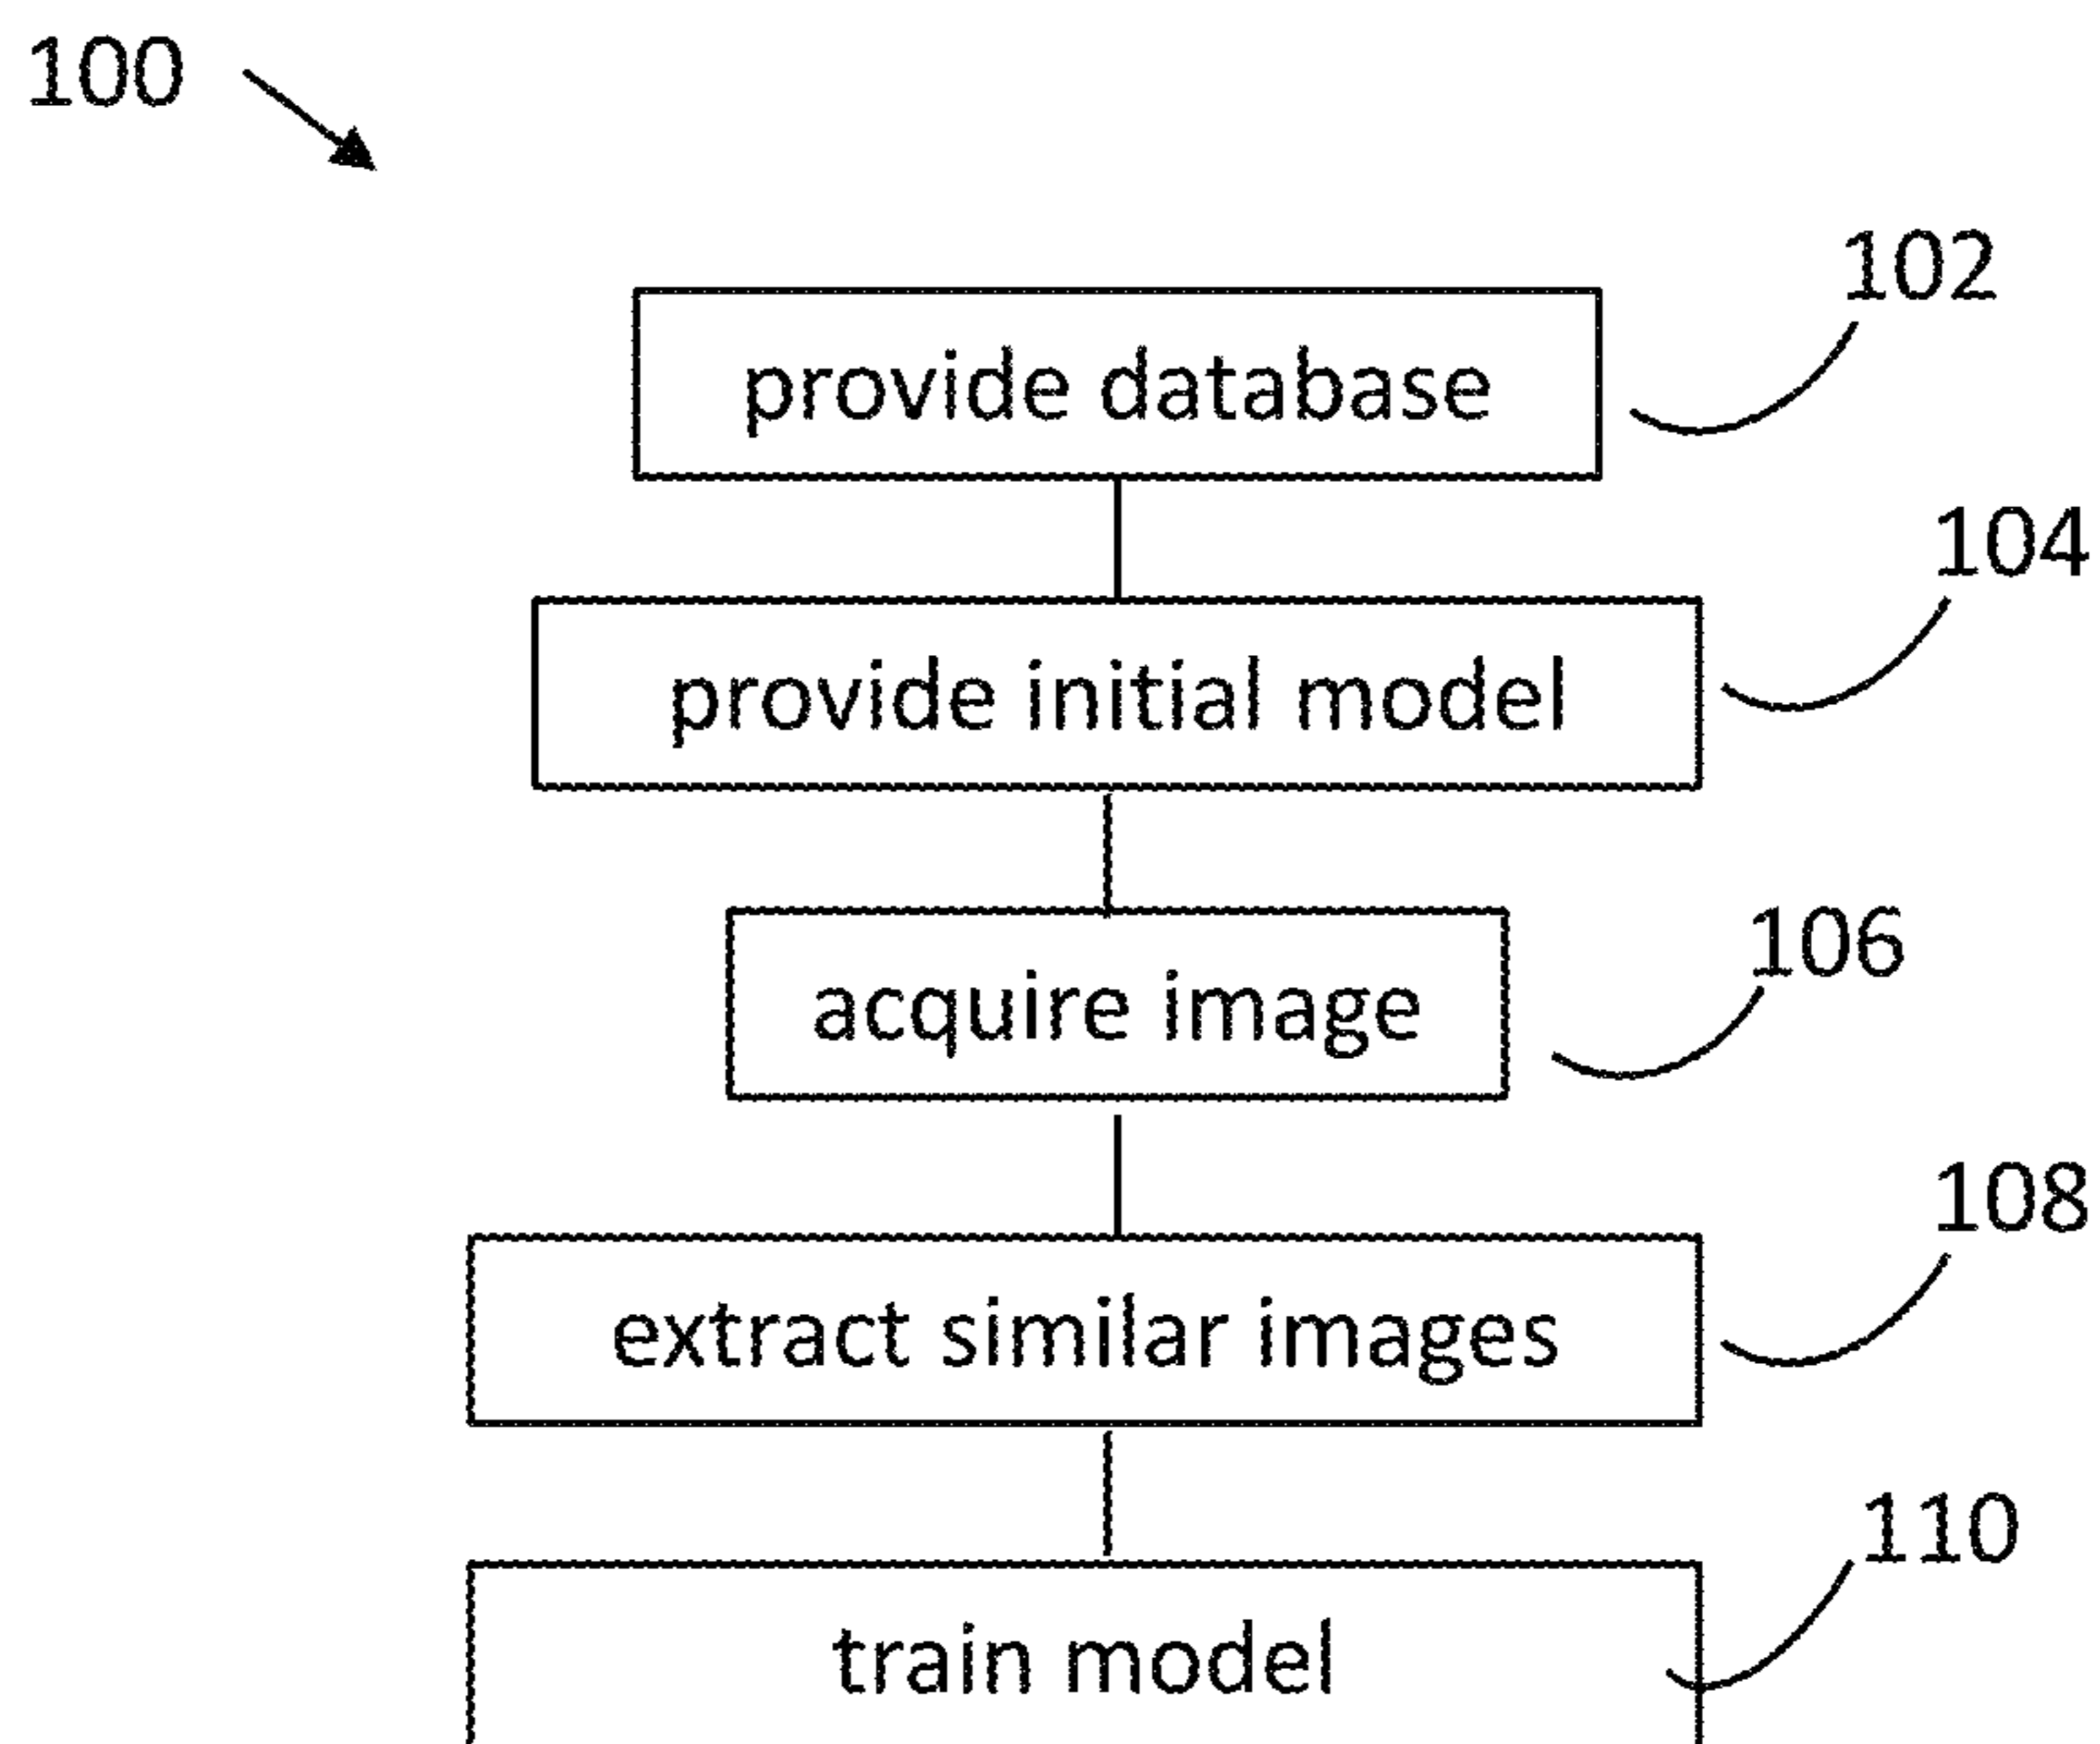 100
102
provide database
104
provide initial model
106
acquire image
108
extract similar images
110
train model